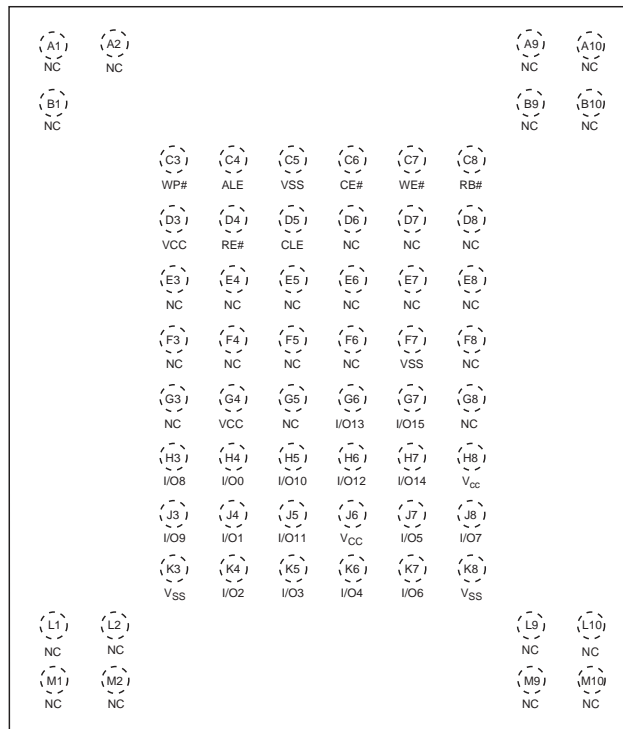 A1 A2 A9 A10
NC NC NC NC
B1 B9 B10
NC NC NC
C3 C4 C5 C6 C7 C8
WP# ALE VSS CE# WE# RB#
D3 D4 D5 D6 D7 D8
VCC RE# CLE NC NC NC
E3 E4 E5 E6 E7 E8
NC NC NC NC NC NC
F3 F4 F5 F6 F7 F8
NC NC NC NC VSS NC
G3 G4 G5 G6 G7 G8
NC VCC NC I/O13 I/O15 NC
H3 H4 H5 H6 H7 H8
I/O8 I/O0 I/O10 I/O12 I/O14 Vcc
J3 J4 J5 J6 J7 J8
I/O9 I/O1 I/O11 VCC I/O5 I/O7
K3 K4 K5 K6 K7 K8
VSS I/O2 I/O3 I/O4 I/O6 VSS
L1 L2 L9 L10
NC NC NC NC
M1 M2 M9 M10
NC NC NC NC